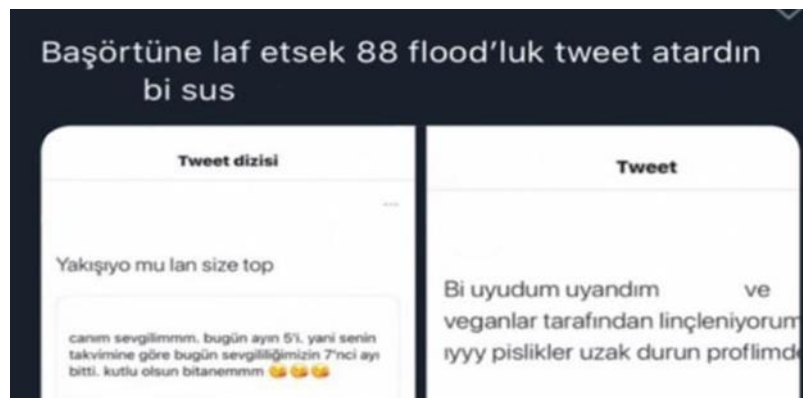 Başörtüne laf etsek 88 flood’luk tweet atardın
bi sus
Tweet dizisi
Yakışıyo mu lan size top
canım sevgilimmm. bugün ayın 5'i. yani senin
takvimine göre bugün sevgililiğimizin 7'nci ayı
bitti. kutlu olsun bitanemmm 😋😋😋
Tweet
Bi uyudum uyandım ve
veganlar tarafından linçleniyorum
ıyyy pislikler uzak durun